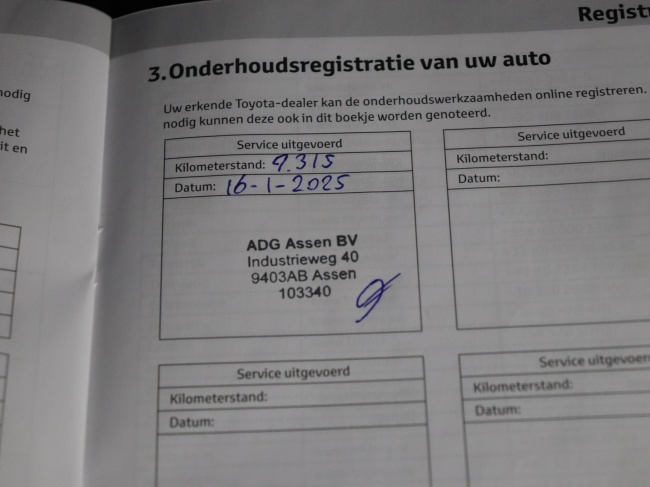 nodig
het
it en
Registr
3. Onderhoudsregistratie van uw auto
Uw erkende Toyota-dealer kan de onderhoudswerkzaamheden online registreren.
nodig kunnen deze ook in dit boekje worden genoteerd.
Service uitgevoerd
Kilometerstand: 9.315
Datum: 16-1-2025
ADG Assen BV
Industrieweg 40
9403AB Assen
103340
Service uitgevoerd
Kilometerstand:
Datum:
Service uitgevoerd
Kilometerstand:
Datum:
Service uitgevoer
Kilometerstand:
Datum: